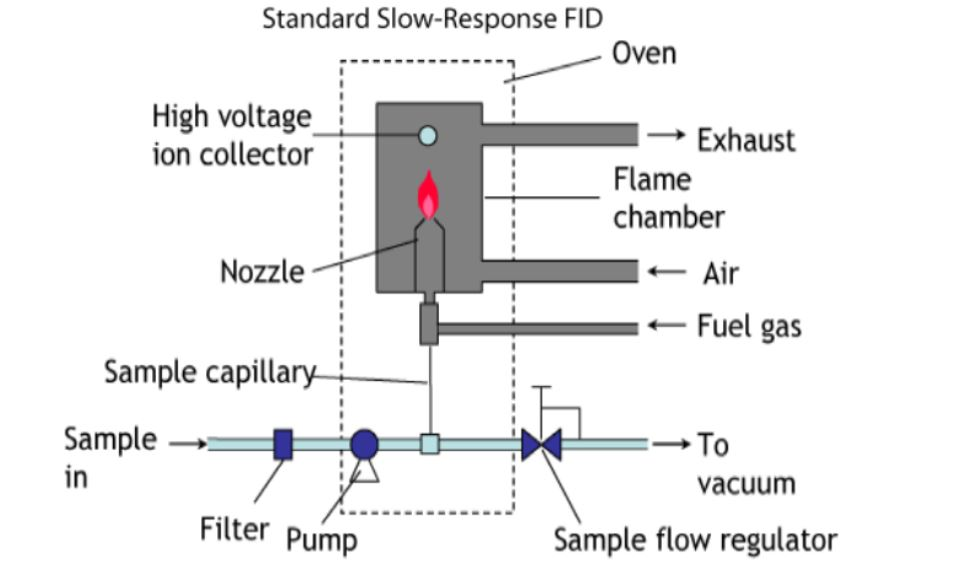 Standard Slow-Response FID
Oven
High voltage
ion collector
Exhaust
Flame
chamber
Nozzle
Air
Fuel gas
Sample capillary
Sample
in
To
vacuum
Filter
Pump
Sample flow regulator